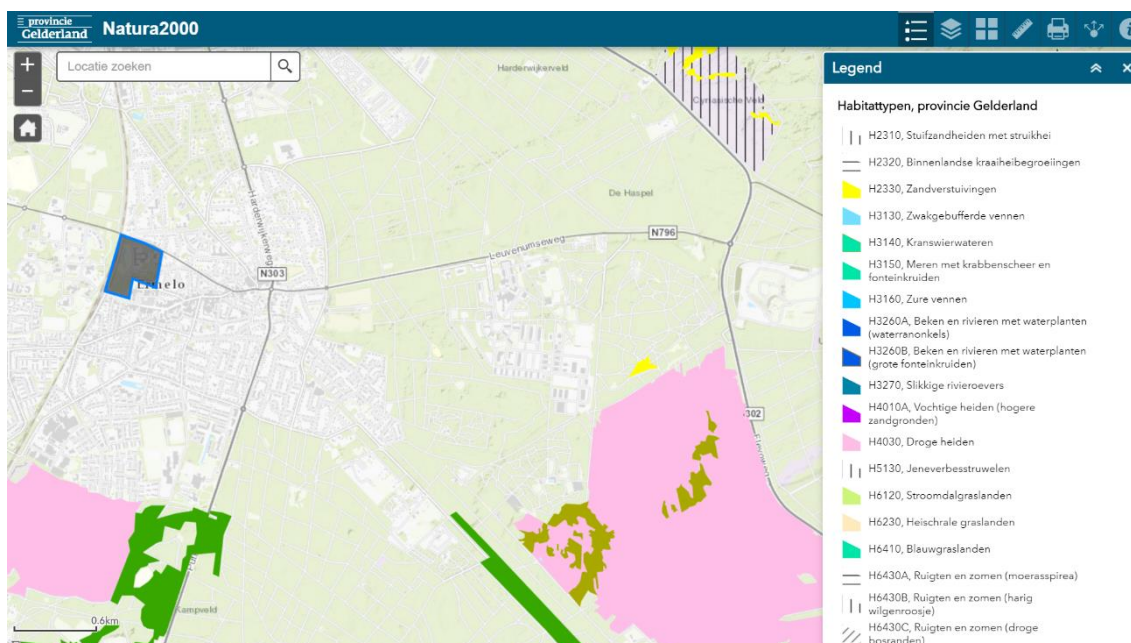 provincie
Gelderland
Natura2000
+
Locatie zoeken
−
Harderwijkerveld
Harderwijkerweg
De Haspel
N796
Leuvenumseweg
N303
302
Kampveld
0.6km
Legend
Habitattypen, provincie Gelderland
H2310, Stuifzandheiden met struikhei
H2320, Binnenlandse kraaiheibegroeiingen
H2330, Zandverstuivingen
H3130, Zwakgebufferde vennen
H3140, Kranswierwateren
H3150, Meren met krabbenscheer en
fonteinkruiden
H3160, Zure vennen
H3260A, Beken en rivieren met waterplanten
(waterranonkels)
H3260B, Beken en rivieren met waterplanten
(grote fonteinkruiden)
H3270, Slikkige rivieroevers
H4010A, Vochtige heiden (hogere
zandgronden)
H4030, Droge heiden
H5130, Jeneverbesstruwelen
H6120, Stroomdalgraslanden
H6230, Heischrale graslanden
H6410, Blauwgraslanden
H6430A, Ruigten en zomen (moerasspirea)
H6430B, Ruigten en zomen (harig
wilgenroosje)
H6430C, Ruigten en zomen (droge
bosranden)